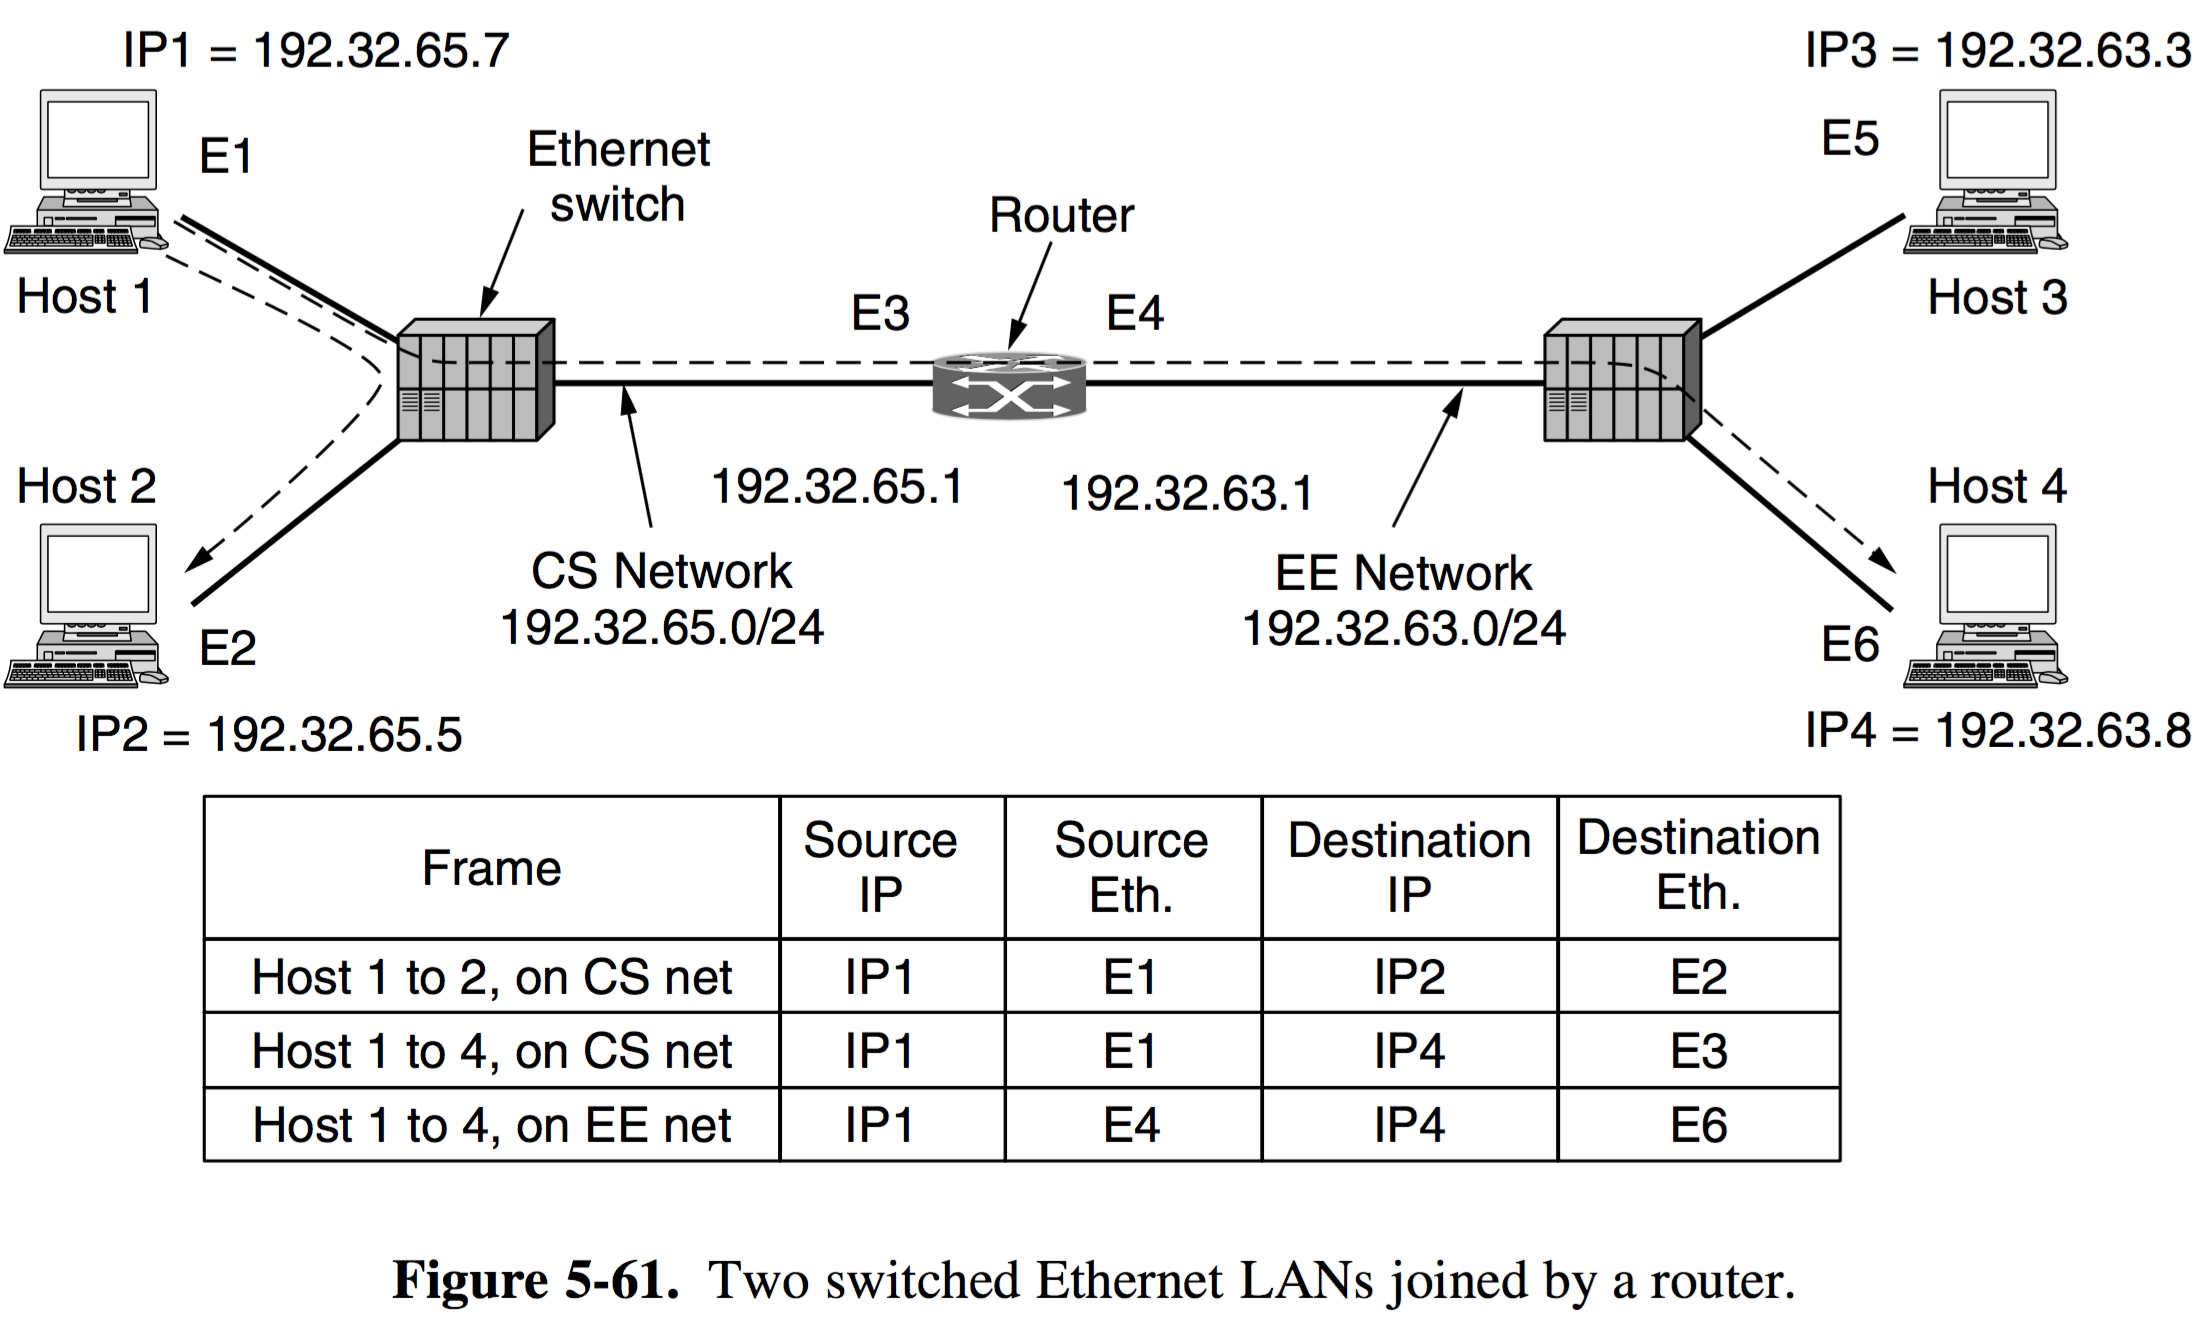 IP1 = 192.32.65.7
IP3 = 192.32.63.3
E1
Ethernet
switch
Router
E5
Host 1
E3
E4
Host 3
Host 2
192.32.65.1
192.32.63.1
Host 4
CS Network
192.32.65.0/24
EE Network
192.32.63.0/24
E2
E6
IP2 = 192.32.65.5
IP4 = 192.32.63.8
Frame
Source
IP
Source
Eth.
Destination
IP
Destination
Eth.
Host 1 to 2, on CS net IP1 E1 IP2 E2
Host 1 to 4, on CS net IP1 E1 IP4 E3
Host 1 to 4, on EE net IP1 E4 IP4 E6
Figure 5-61. Two switched Ethernet LANs joined by a router.